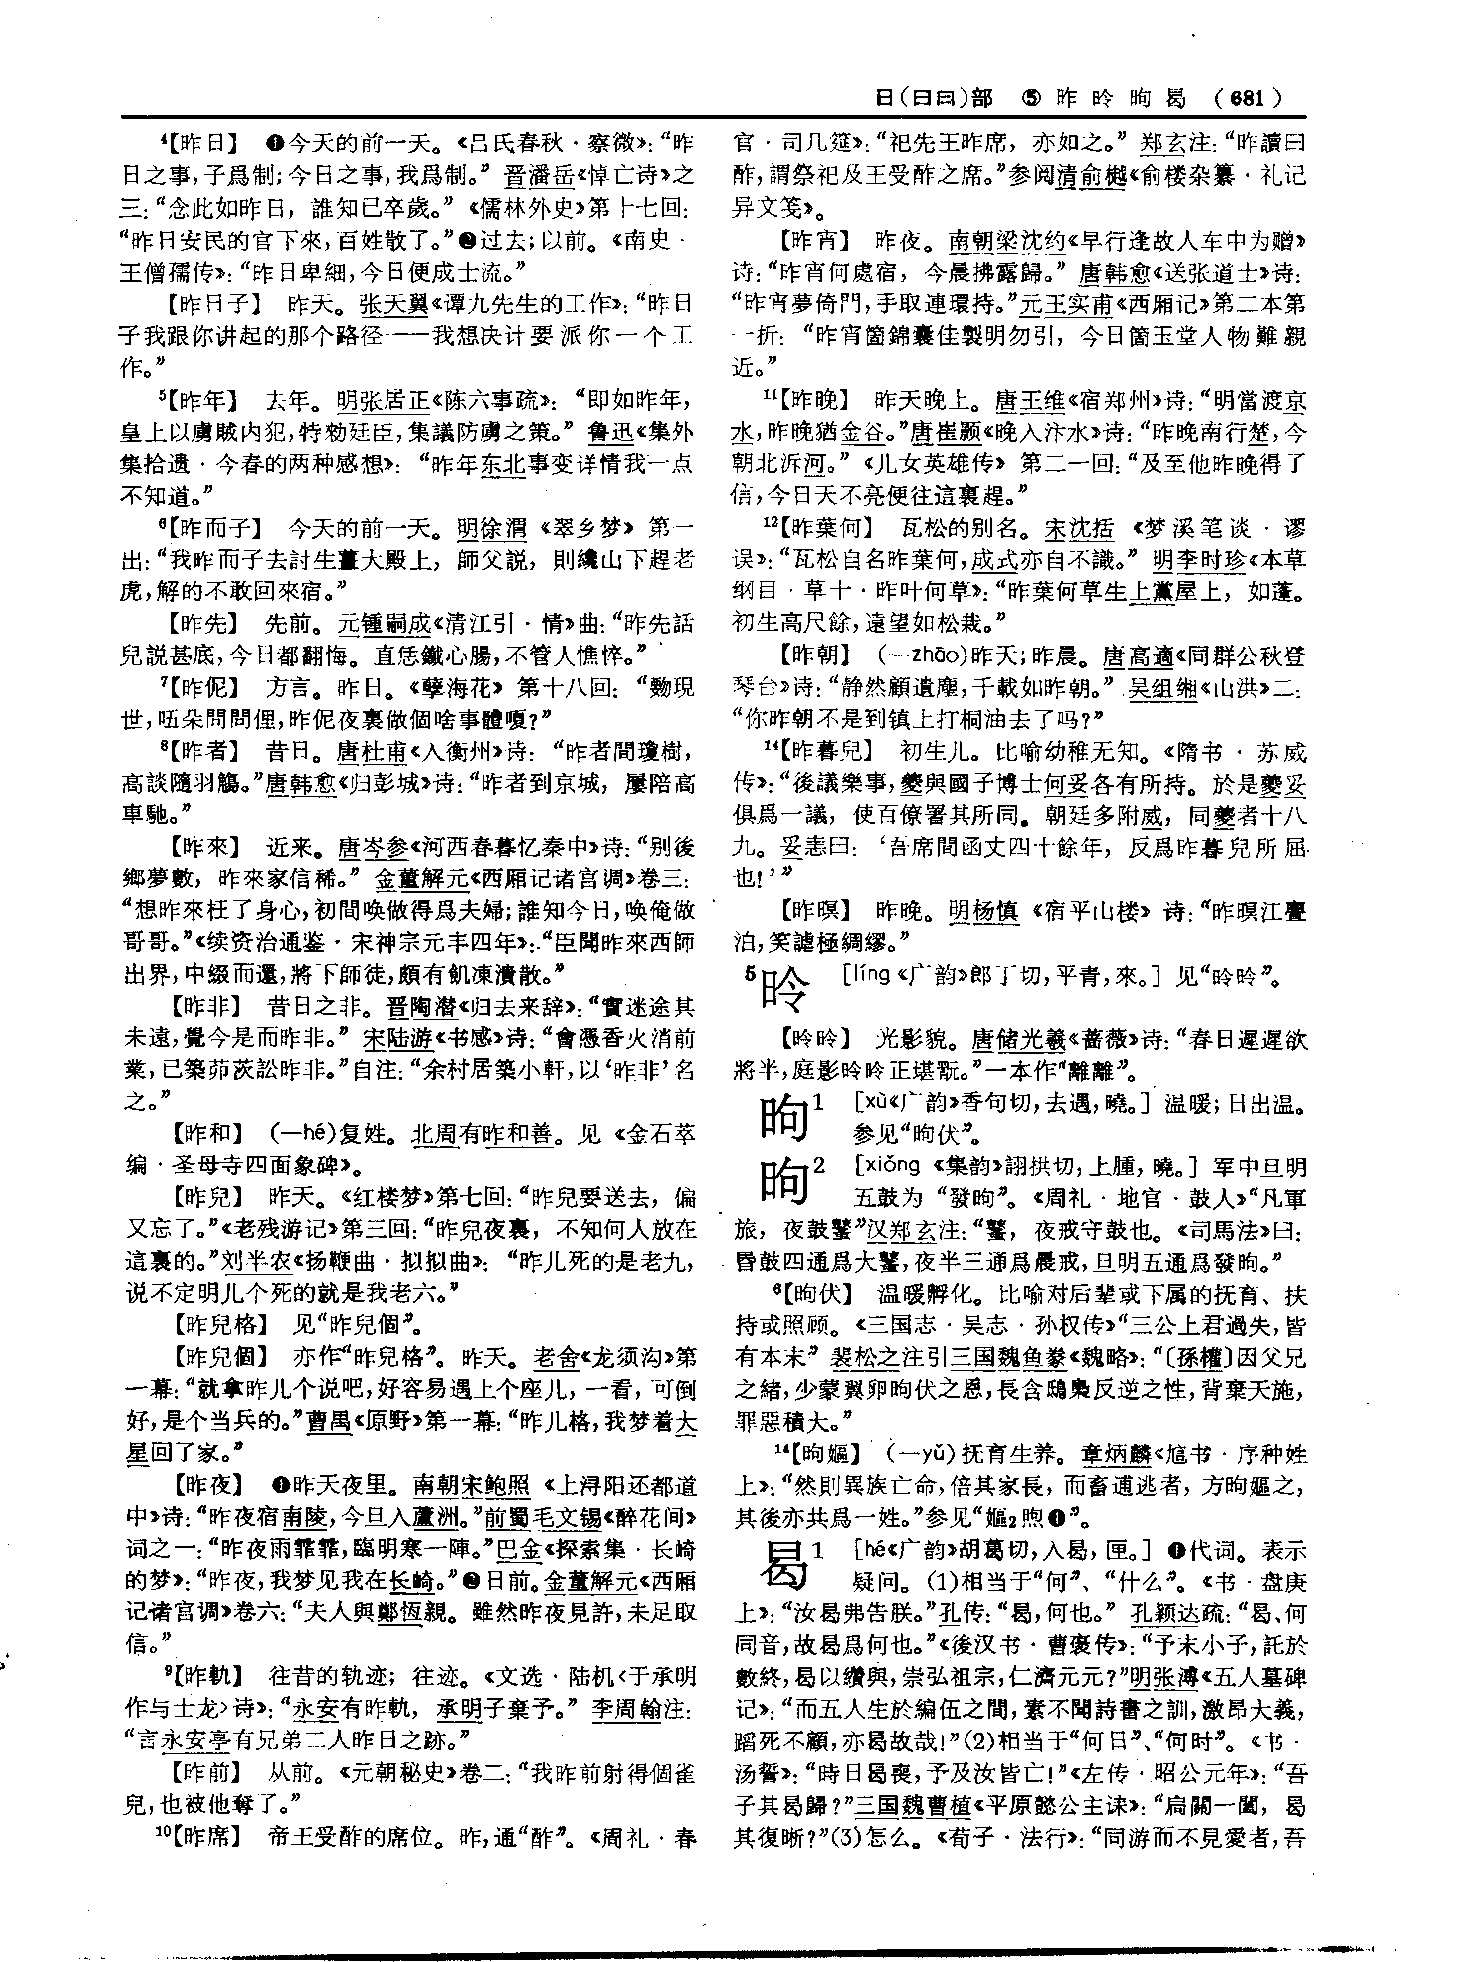 日(日曰)部 ⑤ 昨 昤 昫 曷 (681)
⁴【昨日】 ❶今天的前一天。《吕氏春秋·察微》:“昨
日之事,子爲制;今日之事,我爲制。”晋潘岳《悼亡诗》之
三:“念此如昨日,誰知已卒歲。”《儒林外史》第十七回:
“昨日安民的官下來,百姓散了。”❷过去;以前。《南史·
王僧孺传》:“昨日卑細,今日便成士流。”
【昨日子】 昨天。张天翼《谭九先生的工作》:“昨日
子我跟你讲起的那个路径——我想决计要派你一个工
作。”
⁵【昨年】 去年。明张居正《陈六事疏》:“即如昨年,
皇上以虜賊内犯,特勑廷臣,集議防虜之策。”鲁迅《集外
集拾遗·今春的两种感想》:“昨年东北事变详情我一点
不知道。”
⁶【昨而子】 今天的前一天。明徐渭《翠乡梦》第一
出:“我昨而子去討生薑大殿上,師父説,則纔山下趕老
虎,解的不敢回來宿。”
【昨先】 先前。元锺嗣成《清江引·情》曲:“昨先話
兒説甚底,今日都翻悔。直恁鐵心腸,不管人憔悴。”
⁷【昨伲】 方言。昨日。《孽海花》第十八回:“覅現
世,㕶朵問問俚,昨伲夜裏做個啥事體嗄?”
⁸【昨者】 昔日。唐杜甫《入衡州》诗:“昨者間瓊樹,
高談隨羽觴。”唐韩愈《归彭城》诗:“昨者到京城,屢陪高
車馳。”
【昨來】 近来。唐岑参《河西春暮忆秦中》诗:“别後
鄉夢數,昨來家信稀。”金董解元《西厢记诸宫调》卷三:
“想昨來枉了身心,初間唤做得爲夫婦;誰知今日,唤俺做
哥哥。”《续资治通鉴·宋神宗元丰四年》:“臣聞昨來西師
出界,中綴而還,將下師徒,頗有飢凍潰散。”
【昨非】 昔日之非。晋陶潜《归去来辞》:“實迷途其
未遠,覺今是而昨非。”宋陆游《书感》诗:“會憑香火消前
業,已築茆茨訟昨非。”自注:“余村居築小軒,以‘昨非’名
之。”
【昨和】 (—hé)复姓。北周有昨和善。见《金石萃
编·圣母寺四面象碑》。
【昨兒】 昨天。《红楼梦》第七回:“昨兒要送去,偏
又忘了。”《老残游记》第三回:“昨兒夜裏,不知何人放在
這裏的。”刘半农《扬鞭曲·拟拟曲》:“昨儿死的是老九,
说不定明儿个死的就是我老六。”
【昨兒格】 见“昨兒個”。
【昨兒個】 亦作“昨兒格”。昨天。老舍《龙须沟》第
一幕:“就拿昨儿个说吧,好容易遇上个座儿,一看,可倒
好,是个当兵的。”曹禺《原野》第一幕:“昨儿格,我梦着大
星回了家。”
【昨夜】 ❶昨天夜里。南朝宋鲍照《上浔阳还都道
中》诗:“昨夜宿南陵,今旦入蘆洲。”前蜀毛文锡《醉花间》
词之一:“昨夜雨霏霏,臨明寒一陣。”巴金《探索集·长崎
的梦》:“昨夜,我梦见我在长崎。”❷日前。金董解元《西厢
记诸宫调》卷六:“夫人與鄭恆親。雖然昨夜見許,未足取
信。”
⁹【昨軌】 往昔的轨迹;往迹。《文选·陆机〈于承明
作与士龙〉诗》:“永安有昨軌,承明子棄予。”李周翰注:
“言永安亭有兄弟二人昨日之跡。”
【昨前】 从前。《元朝秘史》卷二:“我昨前射得個雀
兒,也被他奪了。”
¹⁰【昨席】 帝王受酢的席位。昨,通“酢”。《周礼·春
官·司几筵》:“祀先王昨席,亦如之。”郑玄注:“昨讀曰
酢,謂祭祀及王受酢之席。”参阅清俞樾《俞楼杂纂·礼记
异文笺》。
【昨宵】 昨夜。南朝梁沈约《早行逢故人车中为赠》
诗:“昨宵何處宿,今晨拂露歸。”唐韩愈《送张道士》诗:
“昨宵夢倚門,手取連環持。”元王实甫《西厢记》第二本第
一折:“昨宵箇錦囊佳製明勿引,今日箇玉堂人物難親
近。”
¹¹【昨晚】 昨天晚上。唐王维《宿郑州》诗:“明當渡京
水,昨晚猶金谷。”唐崔颢《晚入汴水》诗:“昨晚南行楚,今
朝北泝河。”《儿女英雄传》第二一回:“及至他昨晚得了
信,今日天不亮便往這裏趕。”
¹²【昨葉何】 瓦松的别名。宋沈括《梦溪笔谈·谬
误》:“瓦松自名昨葉何,成式亦自不識。”明李时珍《本草
纲目·草十·昨叶何草》:“昨葉何草生上黨屋上,如蓬。
初生高尺餘,遠望如松栽。”
【昨朝】 (—zhāo)昨天;昨晨。唐高適《同群公秋登
琴台》诗:“静然顧遺塵,千載如昨朝。”吴组缃《山洪》二:
“你昨朝不是到镇上打桐油去了吗?”
¹⁴【昨暮兒】 初生儿。比喻幼稚无知。《隋书·苏威
传》:“後議樂事,夔與國子博士何妥各有所持。於是夔妥
俱爲一議,使百僚署其所同。朝廷多附威,同夔者十八
九。妥恚曰:‘吾席間函丈四十餘年,反爲昨暮兒所屈
也!’”
【昨暝】 昨晚。明杨慎《宿平山楼》诗:“昨暝江亹
泊,笑謔極綢繆。”
⁵昤 [líng《广韵》郎丁切,平青,來。] 见“昤昤”。
【昤昤】 光影貌。唐储光羲《蔷薇》诗:“春日遲遲欲
將半,庭影昤昤正堪翫。”一本作“離離”。
昫¹ [xù《广韵》香句切,去遇,曉。] 温暖;日出温。
参见“昫伏”。
昫² [xiǒng《集韵》詡拱切,上腫,曉。] 军中旦明
五鼓为“發昫”。《周礼·地官·鼓人》“凡軍
旅,夜鼓鼜”汉郑玄注:“鼜,夜戒守鼓也。《司馬法》曰:
昏鼓四通爲大鼜,夜半三通爲晨戒,旦明五通爲發昫。”
⁶【昫伏】 温暖孵化。比喻对后辈或下属的抚育、扶
持或照顾。《三国志·吴志·孙权传》“三公上君過失,皆
有本末”裴松之注引三国魏鱼豢《魏略》:“〔孫權〕因父兄
之緒,少蒙翼卵昫伏之恩,長含鴟梟反逆之性,背棄天施,
罪惡積大。”
¹⁴【昫嫗】 (—yǔ)抚育生养。章炳麟《訄书·序种姓
上》:“然則異族亡命,倍其家長,而畜逋逃者,方昫嫗之,
其後亦共爲一姓。”参见“嫗₂煦❶”。
曷¹ [hé《广韵》胡葛切,入曷,匣。] ❶代词。表示
疑问。(1)相当于“何”、“什么”。《书·盘庚
上》:“汝曷弗告朕。”孔传:“曷,何也。”孔颖达疏:“曷、何
同音,故曷爲何也。”《後汉书·曹褒传》:“予末小子,託於
數終,曷以纘興,崇弘祖宗,仁濟元元?”明张溥《五人墓碑
记》:“而五人生於編伍之間,素不聞詩書之訓,激昂大義,
蹈死不顧,亦曷故哉!”(2)相当于“何日”、“何时”。《书·
汤誓》:“時日曷喪,予及汝皆亡!”《左传·昭公元年》:“吾
子其曷歸?”三国魏曹植《平原懿公主诔》:“扃關一闔,曷
其復晰?”(3)怎么。《荀子·法行》:“同游而不見愛者,吾